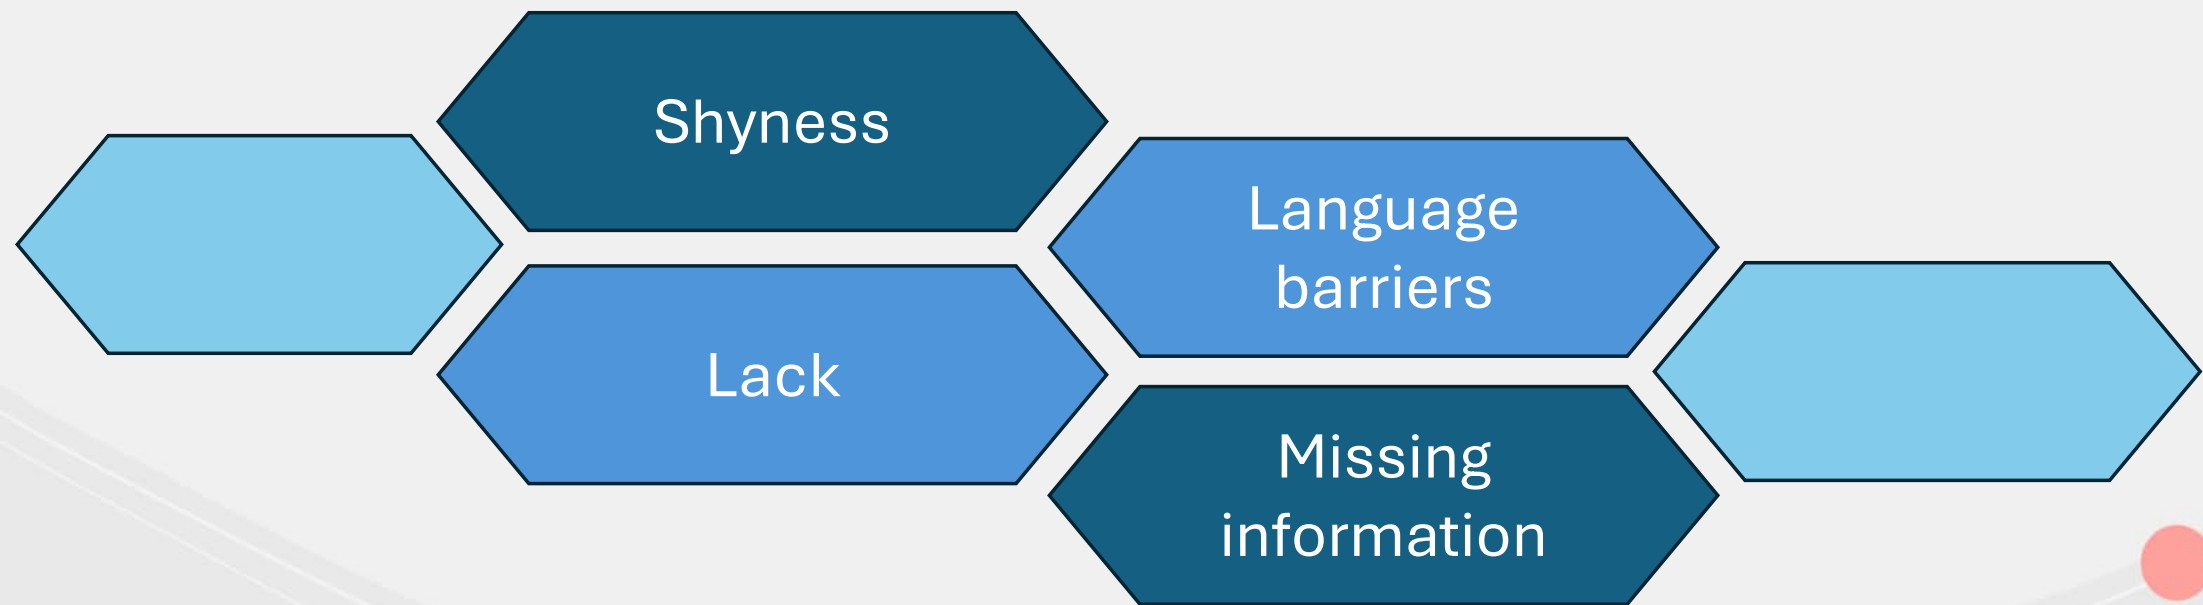 Shyness
Language
barriers
Lack
Missing
information